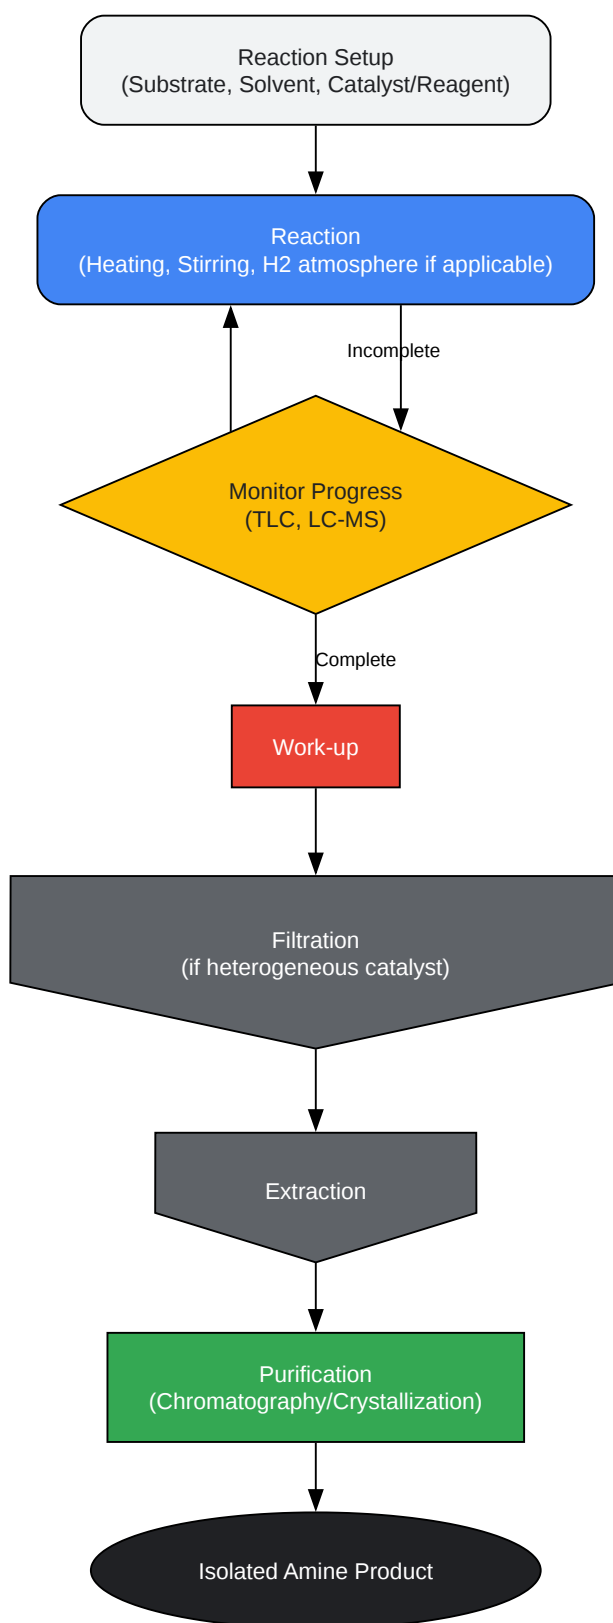 Reaction Setup
(Substrate, Solvent, Catalyst/Reagent)
Reaction
(Heating, Stirring, H2 atmosphere if applicable)
Incomplete
Monitor Progress
(TLC, LC-MS)
Complete
Work-up
Filtration
(if heterogeneous catalyst)
Extraction
Purification
(Chromatography/Crystallization)
Isolated Amine Product